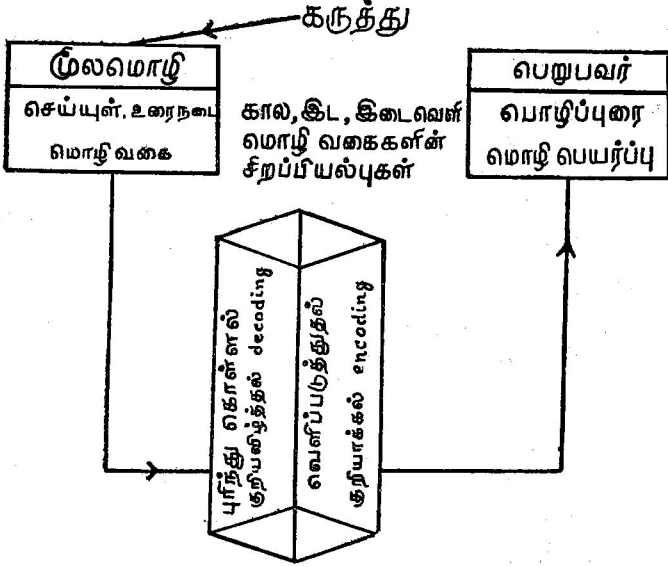 கருத்து
மூலமொழி
செய்யுள், உரைநடை
மொழி வகை
கால, இட, இடைவெளி
மொழி வகைகளின்
சிறப்பியல்புகள்
பெறுபவர்
பொழிப்புரை
மொழி பெயர்ப்பு
புரிந்து கொள்ளல்
குறியவிழ்த்தல் decoding
வெளிப்படுத்துதல்
குறியாக்கல் encoding